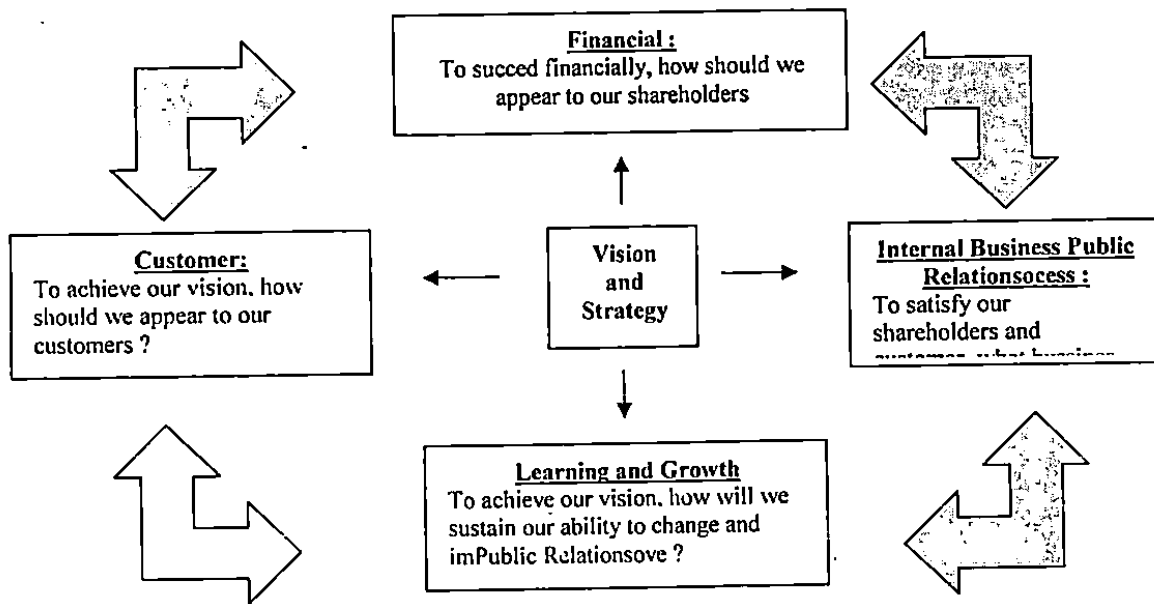 Financial :
To succed financially, how should we
appear to our shareholders
Customer:
To achieve our vision, how
should we appear to our
customers ?
Vision
and
Strategy
Internal Business Public
Relationsocess :
To satisfy our
shareholders and
Learning and Growth
To achieve our vision, how will we
sustain our ability to change and
imPublic Relationsove ?